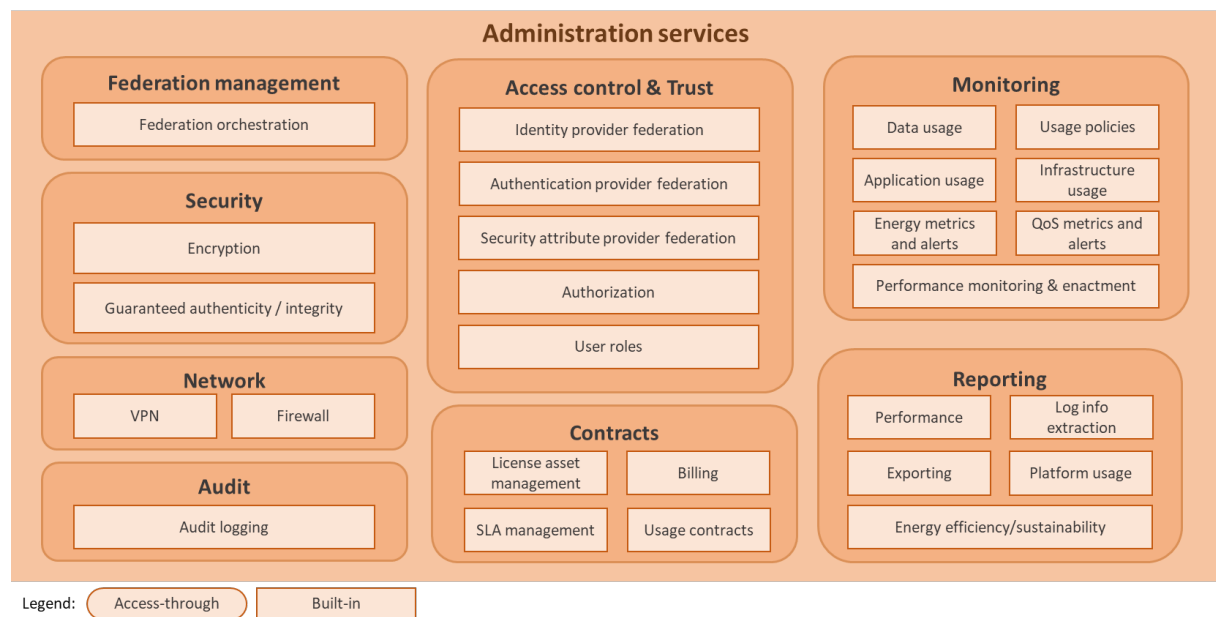 Administration services
Federation management
Federation orchestration
Security
Encryption
Guaranteed authenticity / integrity
Network
VPN
Firewall
Audit
Audit logging
Access control & Trust
Identity provider federation
Authentication provider federation
Security attribute provider federation
Authorization
User roles
Contracts
License asset
management
Billing
SLA management
Usage contracts
Monitoring
Data usage
Usage policies
Application usage
Infrastructure
usage
Energy metrics
and alerts
QoS metrics and
alerts
Performance monitoring & enactment
Reporting
Performance
Log info
extraction
Exporting
Platform usage
Energy efficiency/sustainability
Legend:
Access-through
Built-in